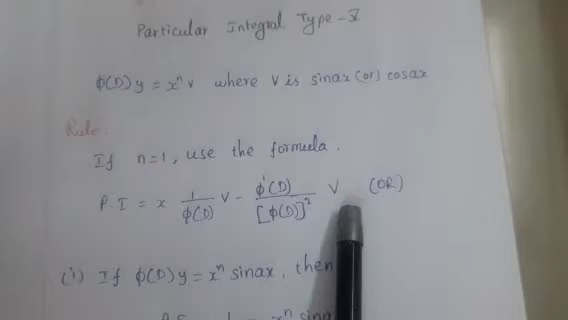 Particular Integral Type-V
ϕ(D)y = xⁿv where v is sinax (or) cosax
Rule:
If n=1, use the formula.
P.I = x 1/ϕ(D) V - ϕ'(D)/[ϕ(D)]² V (OR)
(i) If ϕ(D)y = xⁿ sinax, then
xⁿ